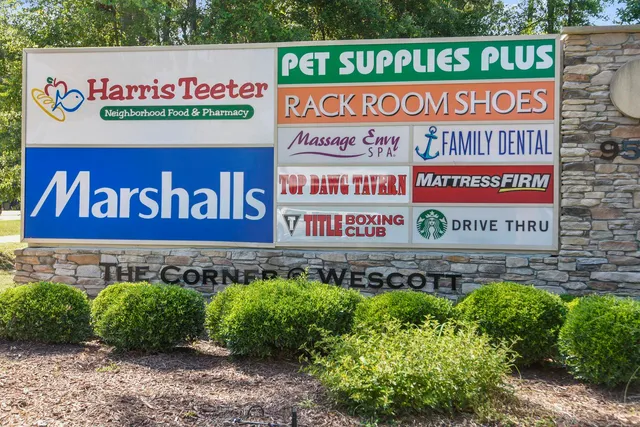 Harris Teeter
Neighborhood Food & Pharmacy
Marshalls
PET SUPPLIES PLUS
RACK ROOM SHOES
Massage Envy
SPA
FAMILY DENTAL
TOP DAWG TAVERN
MATTRESS FIRM
TITLE BOXING
CLUB
DRIVE THRU
95
THE CORNER @ WESCOTT